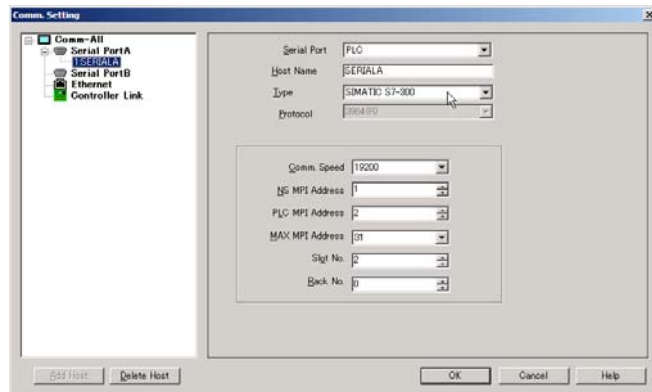 Comm. Setting
Comm-All
Serial PortA
1SERIALA
Serial PortB
Ethernet
Controller Link
Serial Port PLC
Host Name SERIALA
Type SIMATIC S7-300
Protocol 3964(R)
Comm. Speed 19200
NS MPI Address 1
PLC MPI Address 2
MAX MPI Address 31
Slot No. 2
Rack No. 0
Add Host Delete Host OK Cancel Help